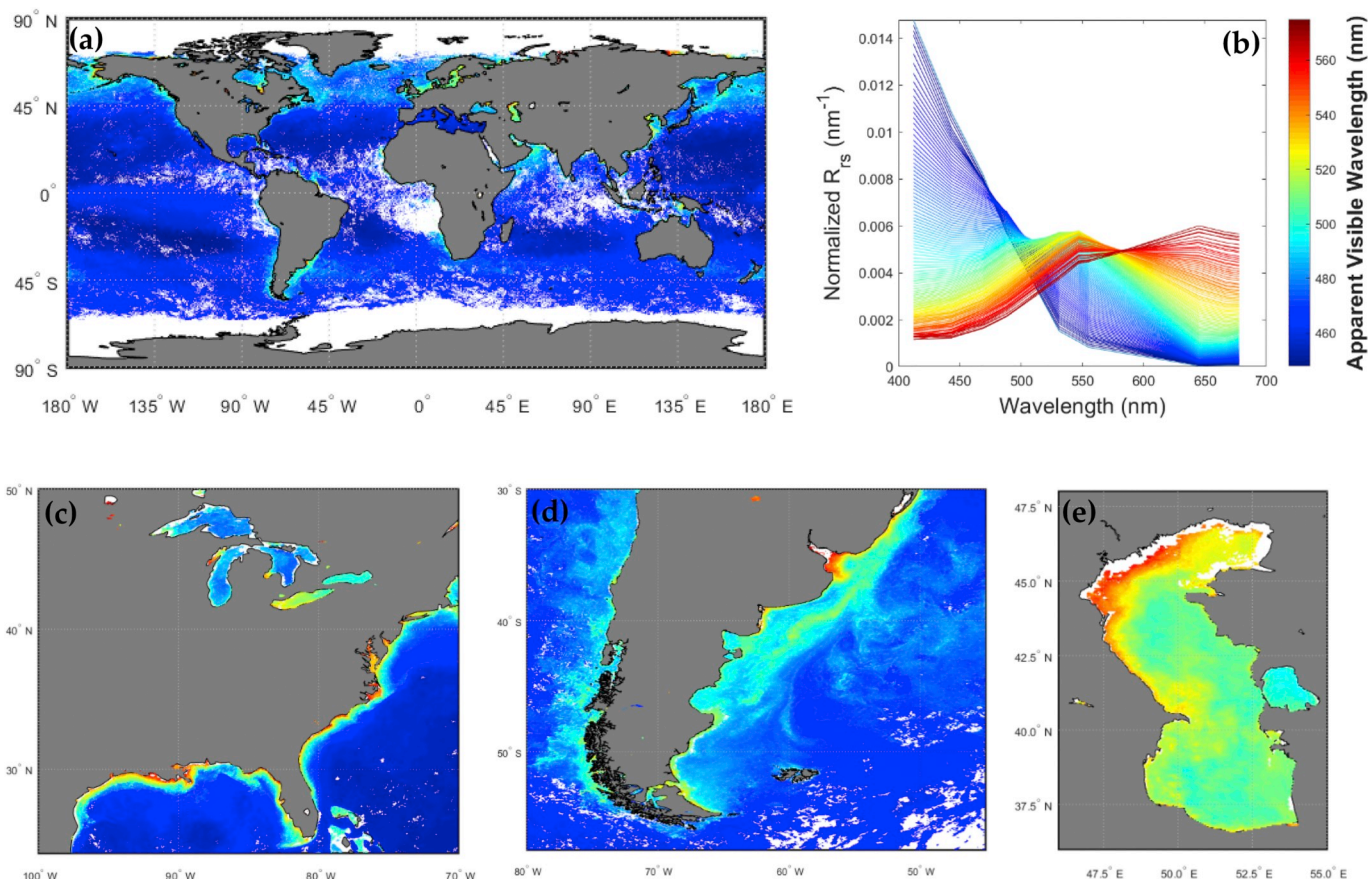 (a)
90° N
45° N
0°
45° S
90° S
180° W 135° W 90° W 45° W 0° 45° E 90° E 135° E 180° E
(b)
0.014
0.012
0.01
0.008
0.006
0.004
0.002
0
Normalized R_rs (nm⁻¹)
400 450 500 550 600 650 700
Wavelength (nm)
560
540
520
500
480
460
Apparent Visible Wavelength (nm)
(c)
50° N
40° N
30° N
100° W 90° W 80° W 70° W
(d)
30° S
40° S
50° S
80° W 70° W 60° W 50° W
(e)
47.5° N
45.0° N
42.5° N
40.0° N
37.5° N
47.5° E 50.0° E 52.5° E 55.0° E